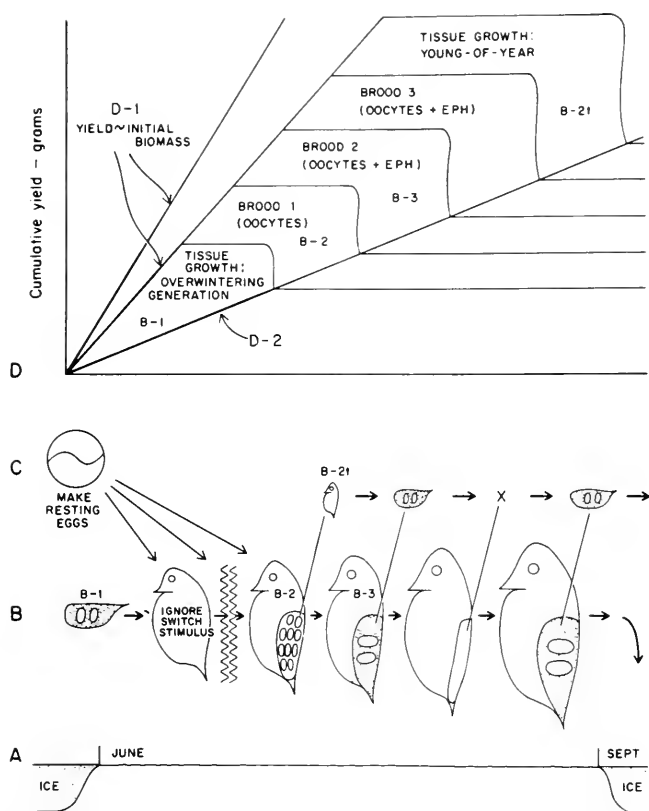 TISSUE GROWTH:
YOUNG-OF-YEAR
D-1
YIELD~INITIAL
BIOMASS
BROOD 3
(OOCYTES + EPH)
B-2t
BROOD 2
(OOCYTES + EPH)
B-3
BROOD 1
(OOCYTES)
B-2
TISSUE
GROWTH:
OVERWINTERING
GENERATION
B-1
D-2
Cumulative yield - grams
D
C
MAKE
RESTING
EGGS
B-2t
X
B
B-1
IGNORE
SWITCH
STIMULUS
B-2
B-3
A
JUNE
SEPT
ICE
ICE